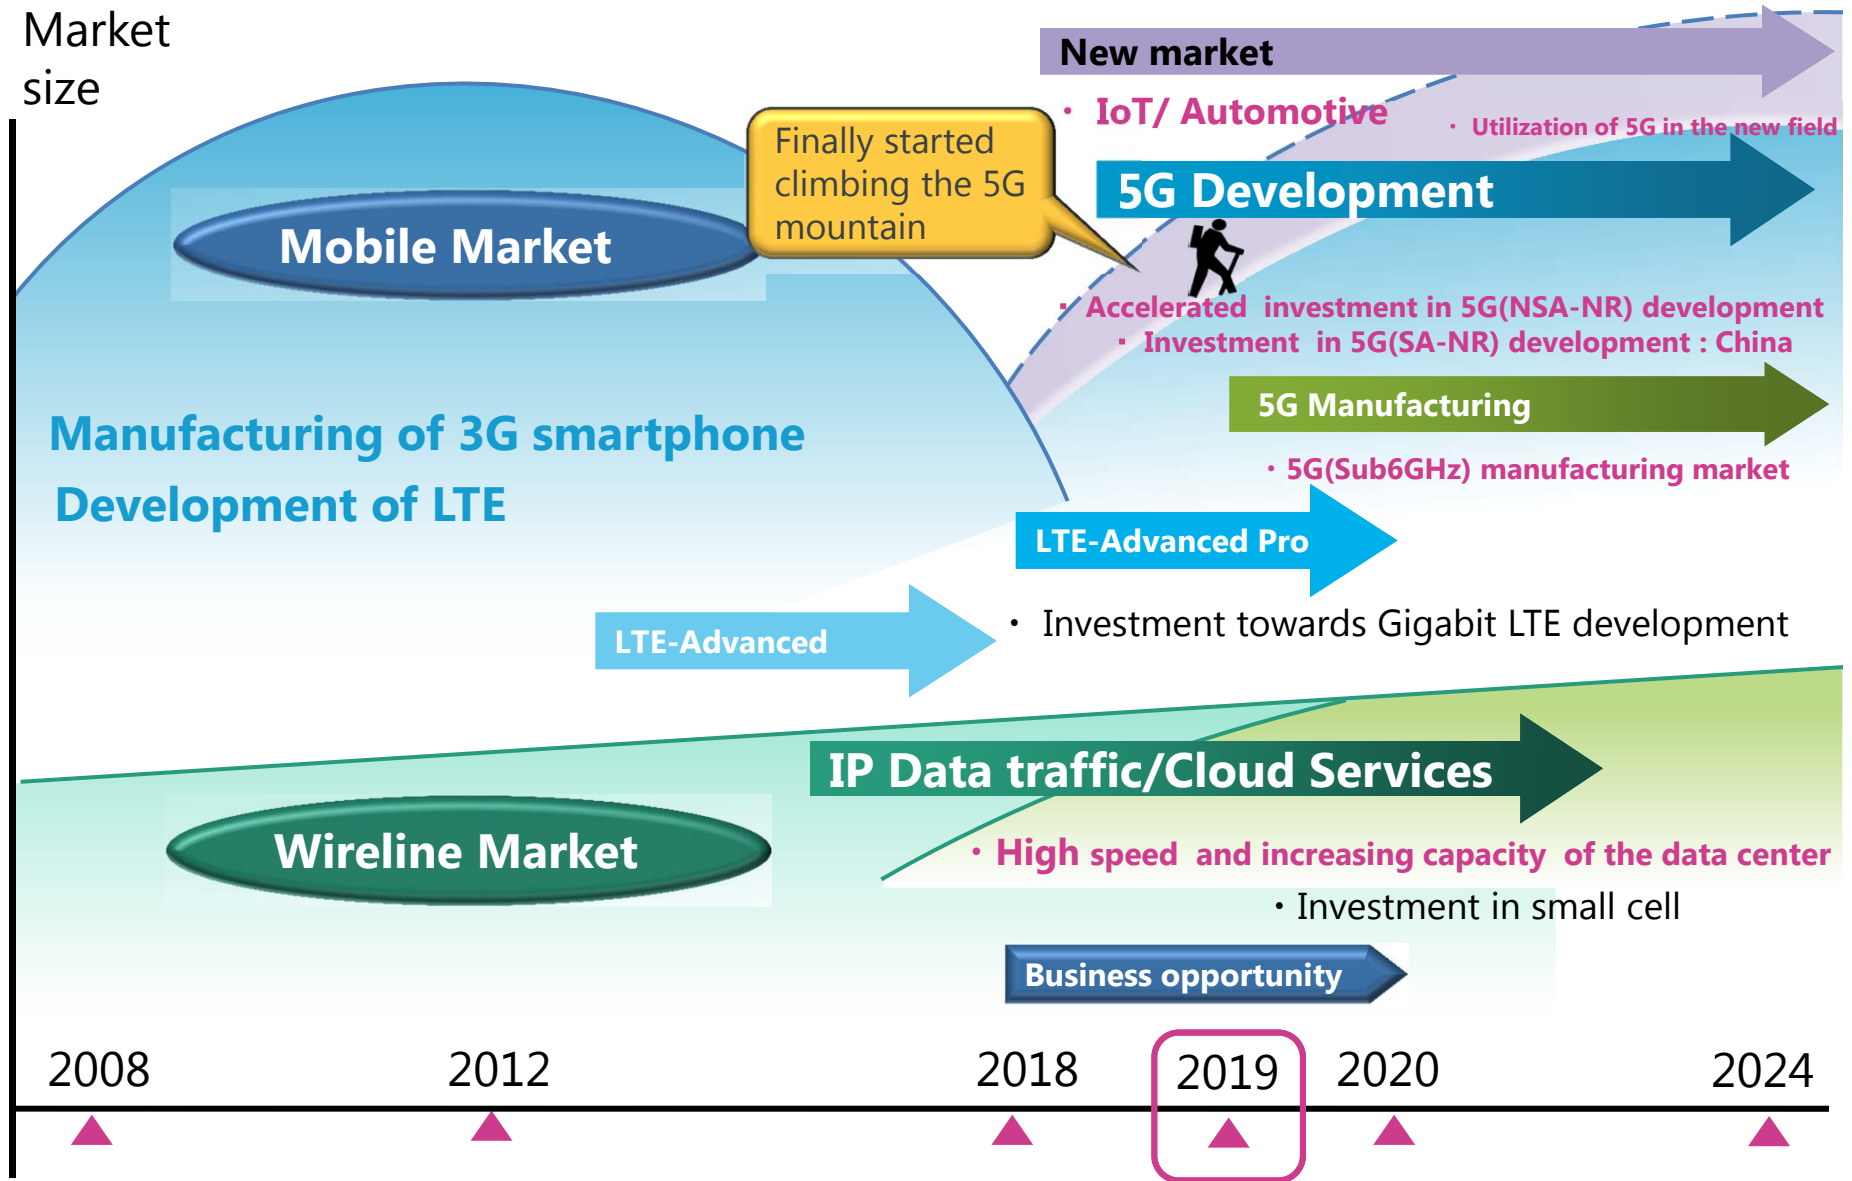 Market
size
New market
・ IoT/ Automotive
・ Utilization of 5G in the new field
Finally started
climbing the 5G
mountain
5G Development
Mobile Market
▪ Accelerated investment in 5G(NSA-NR) development
▪ Investment in 5G(SA-NR) development : China
5G Manufacturing
・5G(Sub6GHz) manufacturing market
Manufacturing of 3G smartphone
Development of LTE
LTE-Advanced Pro
・ Investment towards Gigabit LTE development
LTE-Advanced
IP Data traffic/Cloud Services
Wireline Market
・High speed and increasing capacity of the data center
・Investment in small cell
Business opportunity
2008
2012
2018
2019
2020
2024